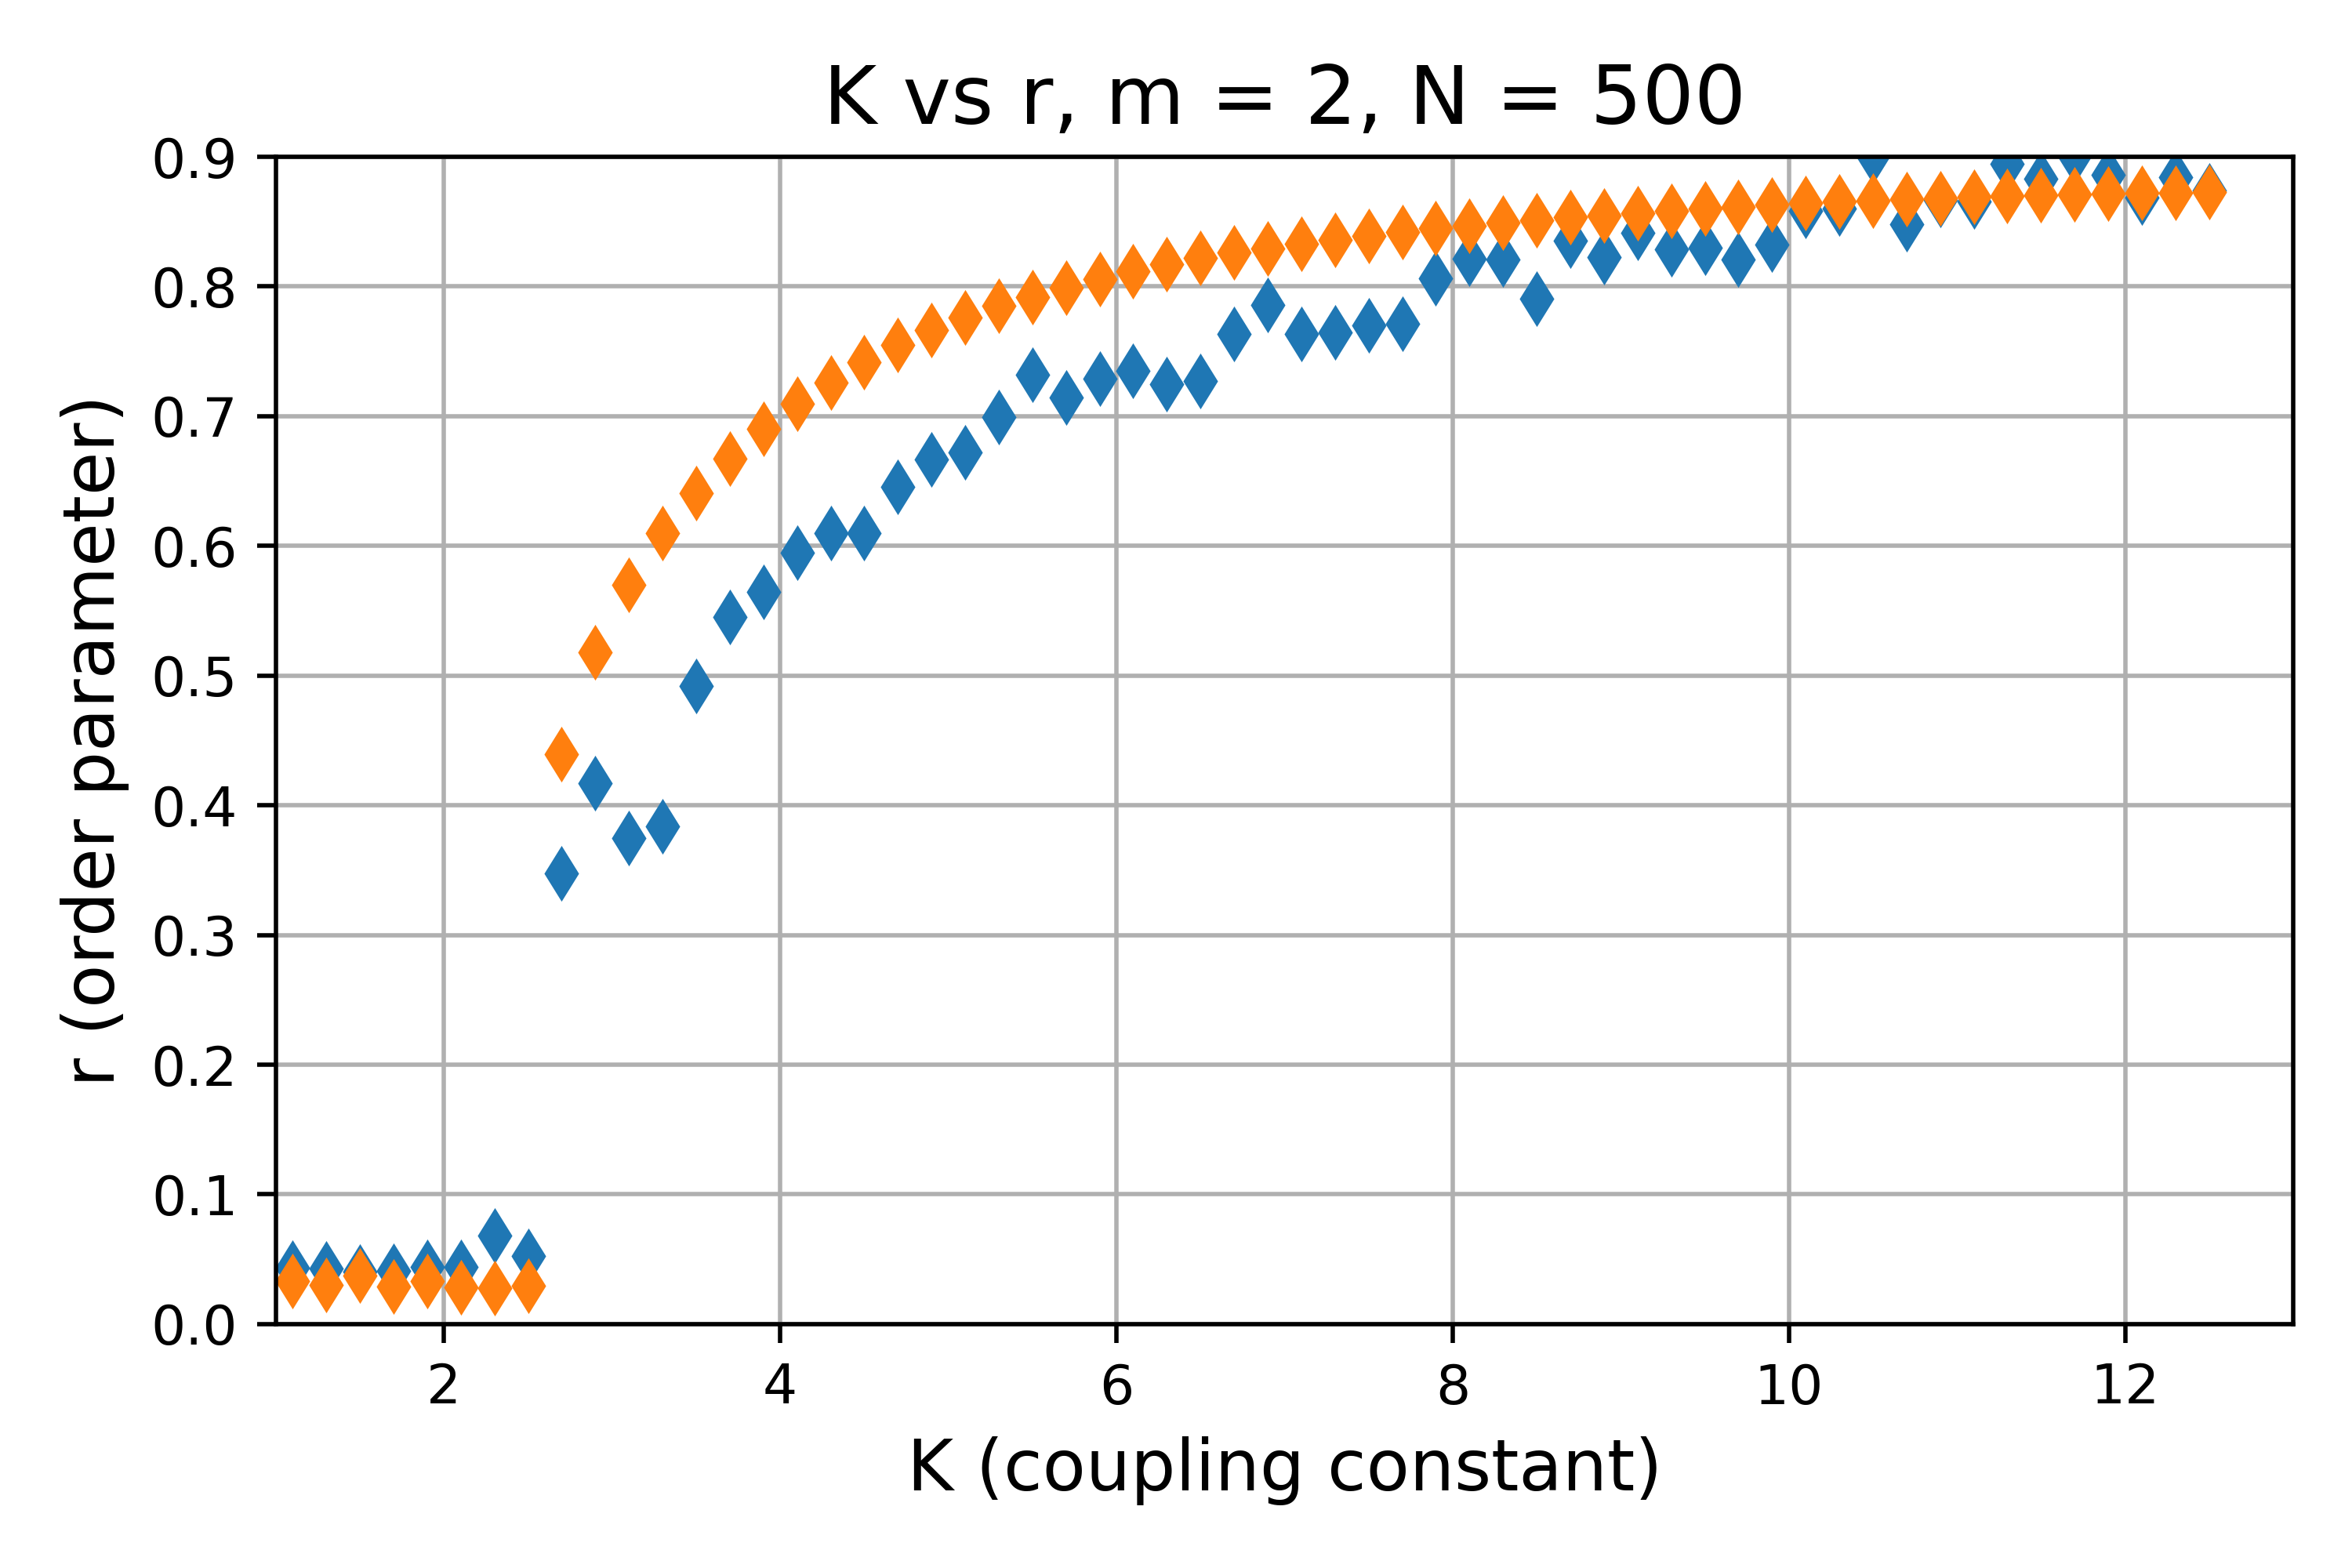 K vs r, m = 2, N = 500
r (order parameter)
0.9
0.8
0.7
0.6
0.5
0.4
0.3
0.2
0.1
0.0
2 4 6 8 10 12
K (coupling constant)